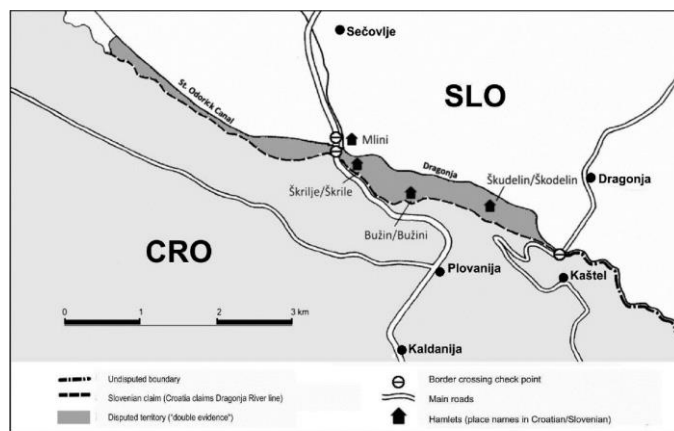 Sečovlje
SLO
St. Odorick Canal
Mlini
Dragonja
Škudelin/Škodelin
Dragonja
Škrilje/Škrile
Bužin/Bužini
CRO
Plovanija
Kaštel
0 1 2 3 km
Kaldanija
Undisputed boundary
Slovenian claim (Croatia claims Dragonja River line)
Disputed territory ("double evidence")
Border crossing check point
Main roads
Hamlets (place names in Croatian/Slovenian)